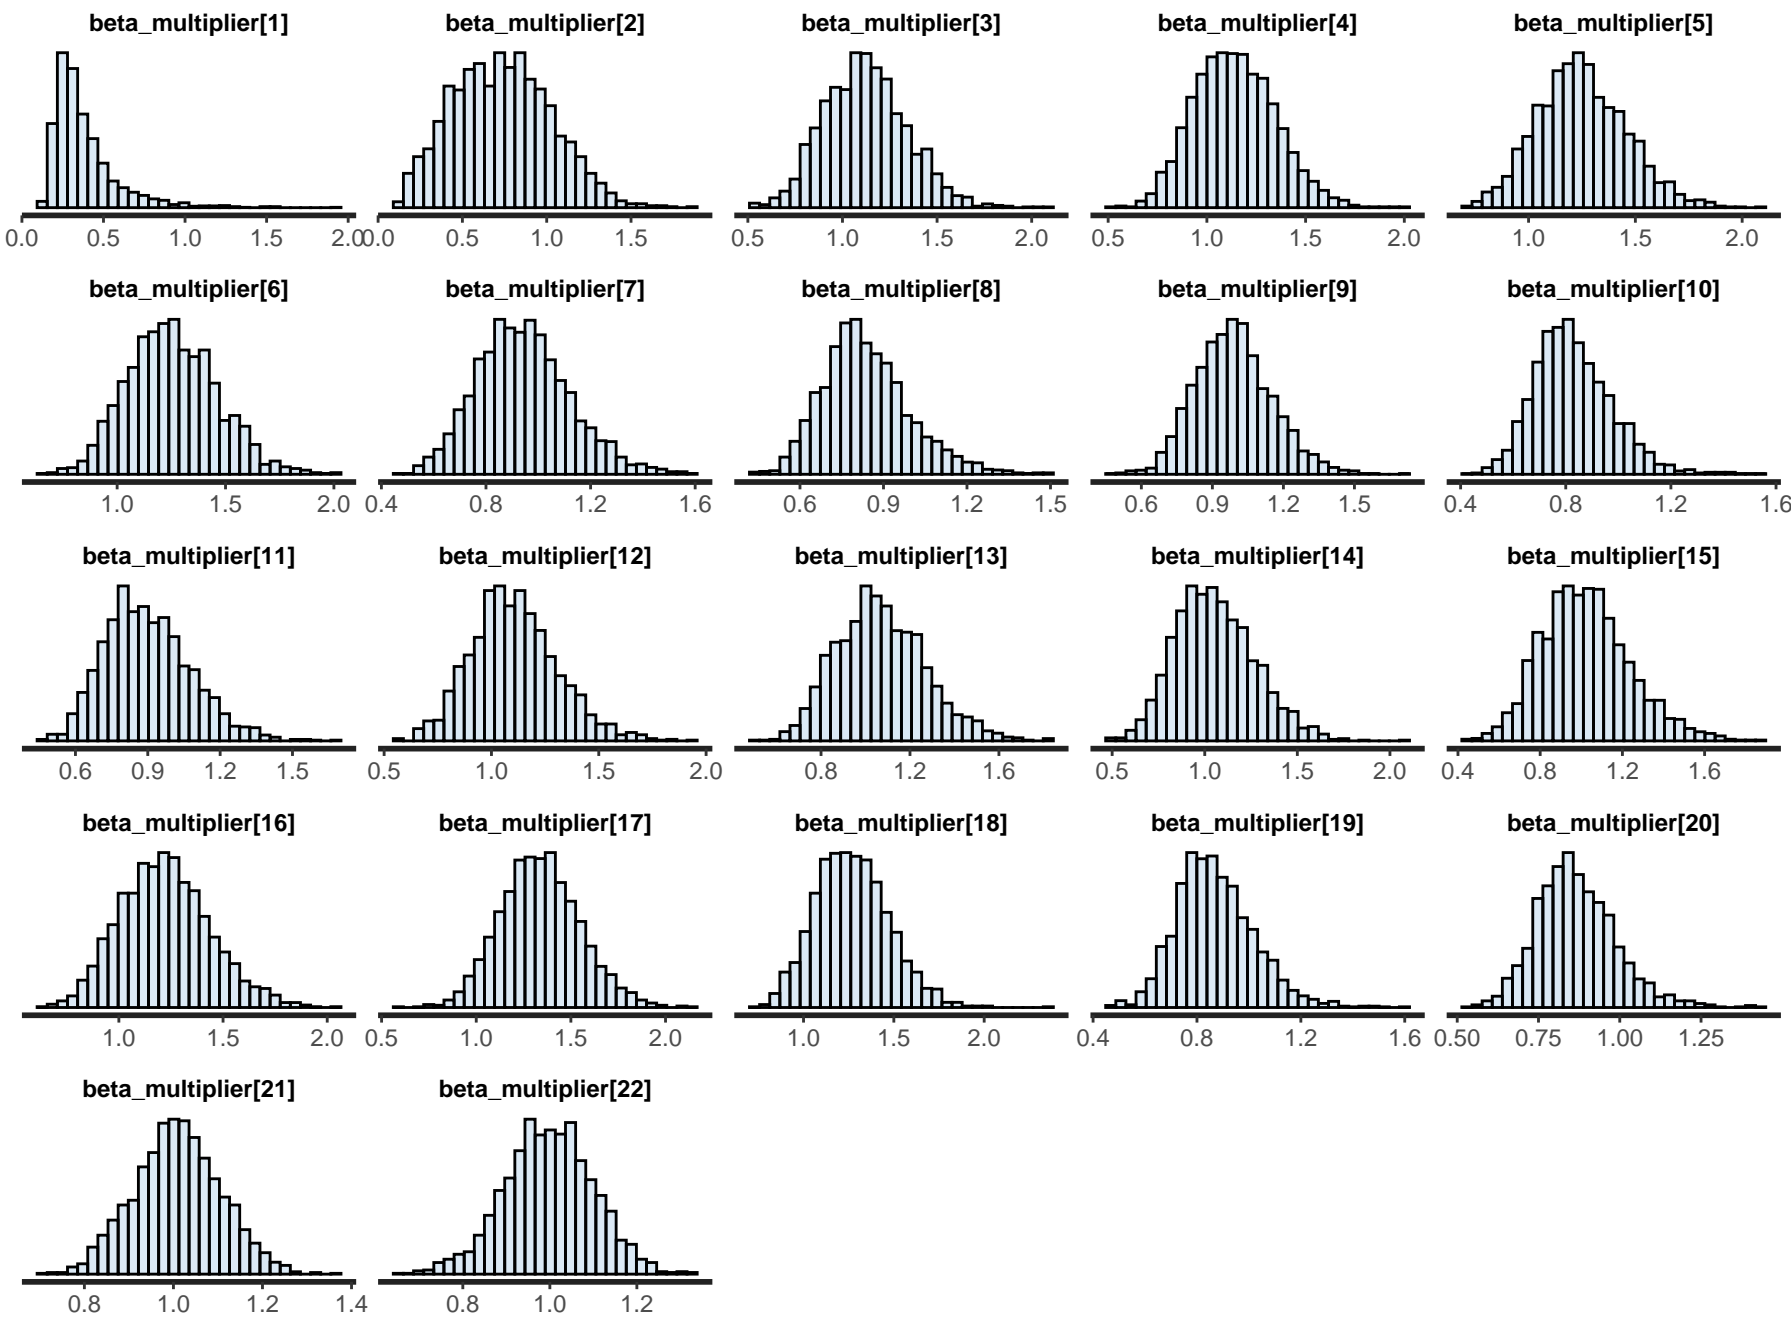 beta_multiplier[1] beta_multiplier[2] beta_multiplier[3] beta_multiplier[4] beta_multiplier[5]
0.0 0.5 1.0 1.5 2.0 0.0 0.5 1.0 1.5 0.5 1.0 1.5 2.0 0.5 1.0 1.5 2.0 1.0 1.5 2.0
beta_multiplier[6] beta_multiplier[7] beta_multiplier[8] beta_multiplier[9] beta_multiplier[10]
1.0 1.5 2.0 0.4 0.8 1.2 1.6 0.6 0.9 1.2 1.5 0.6 0.9 1.2 1.5 0.4 0.8 1.2 1.6
beta_multiplier[11] beta_multiplier[12] beta_multiplier[13] beta_multiplier[14] beta_multiplier[15]
0.6 0.9 1.2 1.5 0.5 1.0 1.5 2.0 0.8 1.2 1.6 0.5 1.0 1.5 2.0 0.4 0.8 1.2 1.6
beta_multiplier[16] beta_multiplier[17] beta_multiplier[18] beta_multiplier[19] beta_multiplier[20]
1.0 1.5 2.0 0.5 1.0 1.5 2.0 1.0 1.5 2.0 0.4 0.8 1.2 1.6 0.50 0.75 1.00 1.25
beta_multiplier[21] beta_multiplier[22]
0.8 1.0 1.2 1.4 0.8 1.0 1.2